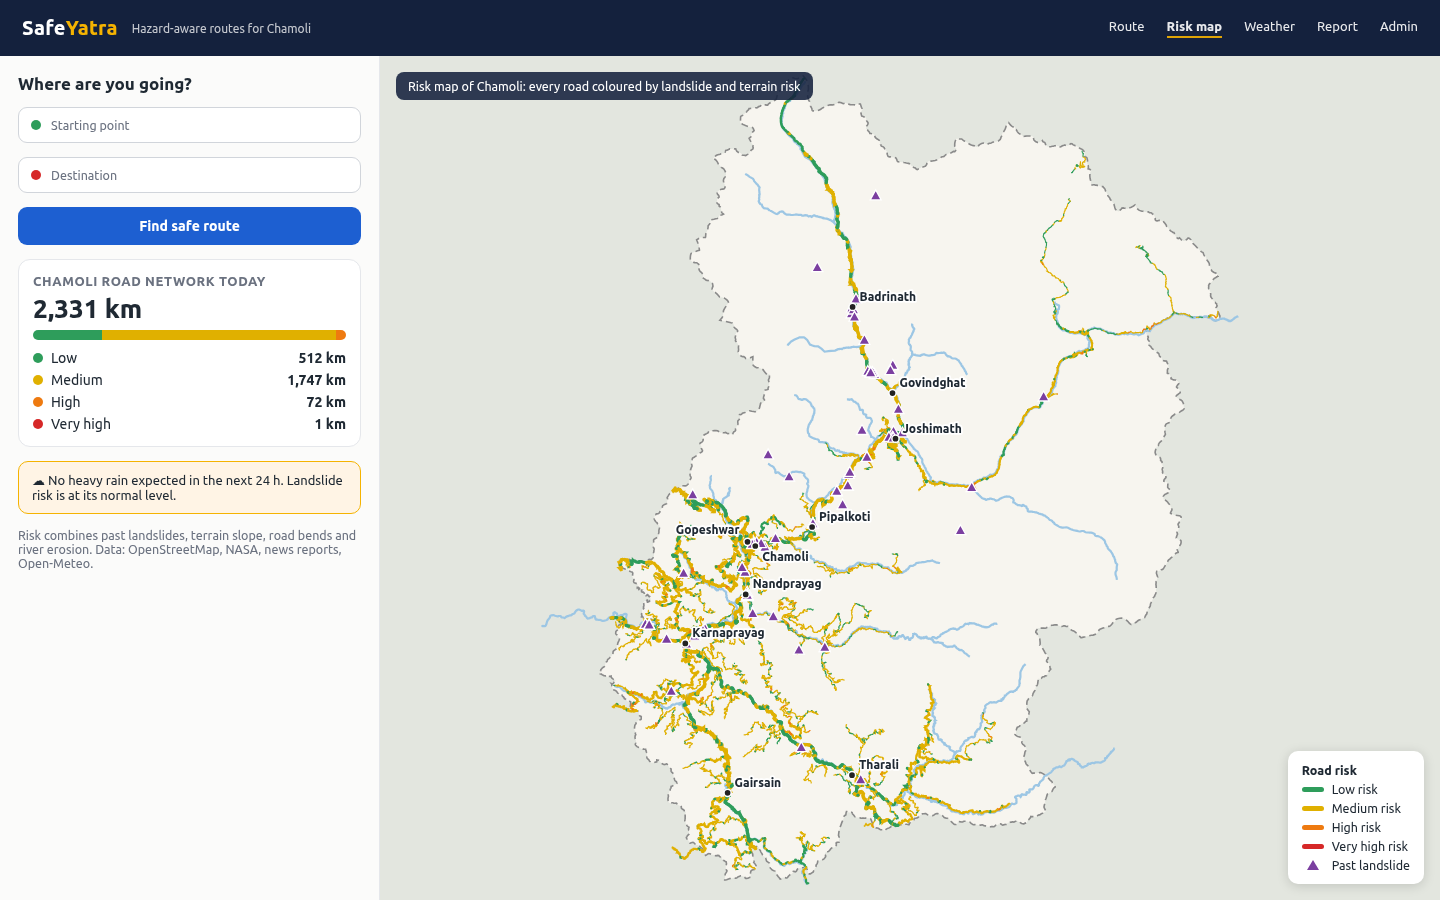 SafeYatra
Hazard-aware routes for Chamoli
Route
Risk map
Weather
Report
Admin
Where are you going?
Starting point
Destination
Find safe route
CHAMOLI ROAD NETWORK TODAY
2,331 km
Low 512 km
Medium 1,747 km
High 72 km
Very high 1 km
☁ No heavy rain expected in the next 24 h. Landslide
risk is at its normal level.
Risk combines past landslides, terrain slope, road bends and
river erosion. Data: OpenStreetMap, NASA, news reports,
Open-Meteo.
Risk map of Chamoli: every road coloured by landslide and terrain risk
Badrinath
Govindghat
Joshimath
Pipalkoti
Gopeshwar
Chamoli
Nandprayag
Karnaprayag
Tharali
Gairsain
Road risk
Low risk
Medium risk
High risk
Very high risk
Past landslide